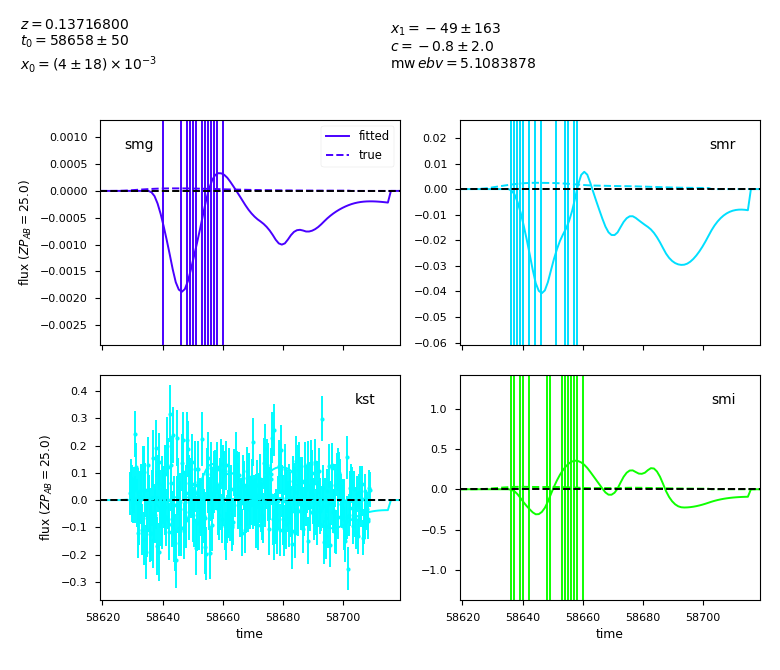 z = 0.13716800
t₀ = 58658 ± 50
x₀ = (4 ± 18) × 10⁻³
x₁ = −49 ± 163
c = −0.8 ± 2.0
mw ebv = 5.1083878
smg
fitted
true
0.0010
0.0005
0.0000
−0.0005
−0.0010
−0.0015
−0.0020
−0.0025
flux (ZP_AB = 25.0)
smr
0.02
0.01
0.00
−0.01
−0.02
−0.03
−0.04
−0.05
−0.06
kst
0.4
0.3
0.2
0.1
0.0
−0.1
−0.2
−0.3
flux (ZP_AB = 25.0)
58620 58640 58660 58680 58700
time
smi
1.0
0.5
0.0
−0.5
−1.0
58620 58640 58660 58680 58700
time